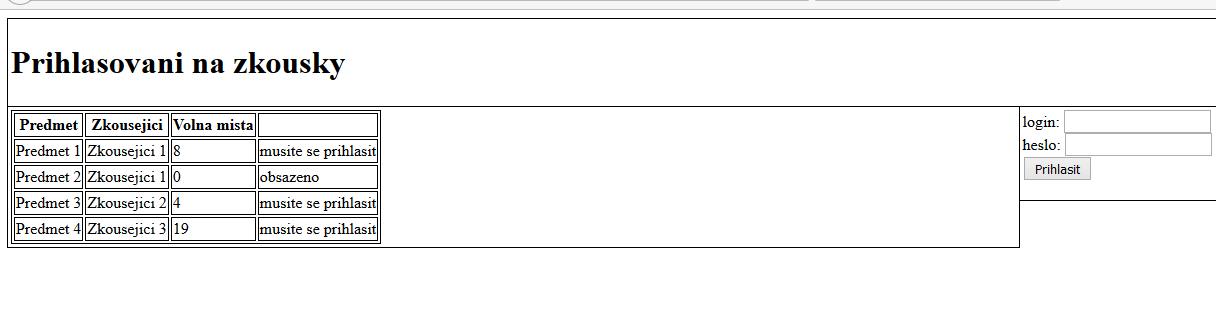 Prihlasovani na zkousky
Predmet Zkousejici Volna mista
Predmet 1 Zkousejici 1 8 musite se prihlasit
Predmet 2 Zkousejici 1 0 obsazeno
Predmet 3 Zkousejici 2 4 musite se prihlasit
Predmet 4 Zkousejici 3 19 musite se prihlasit
login:
heslo:
Prihlasit